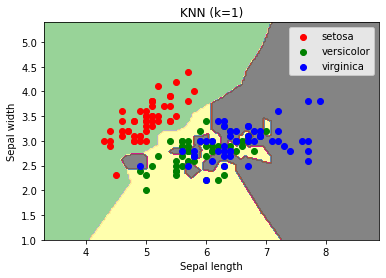 KNN (k=1)
setosa
versicolor
virginica
Sepal width
5.0
4.5
4.0
3.5
3.0
2.5
2.0
1.5
1.0
4 5 6 7 8
Sepal length